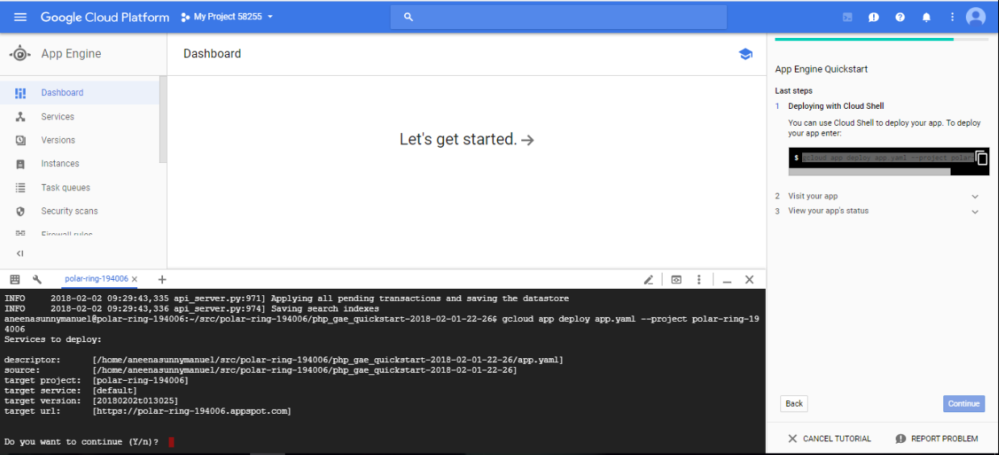 Google Cloud Platform
My Project 58255
App Engine
Dashboard
Dashboard
Services
Versions
Instances
Task queues
Security scans
Firewall rules
Let's get started.
App Engine Quickstart
Last steps
1 Deploying with Cloud Shell
You can use Cloud Shell to deploy your app. To deploy
your app enter:
$ gcloud app deploy app.yaml --project polar
2 Visit your app
3 View your app's status
Back
Continue
CANCEL TUTORIAL
REPORT PROBLEM
polar-ring-194006
INFO 2018-02-02 09:29:43,335 api_server.py:971] Applying all pending transactions and saving the datastore
INFO 2018-02-02 09:29:43,336 api_server.py:974] Saving search indexes
aneenasunnymanuel@polar-ring-194006:~/src/polar-ring-194006/php_gae_quickstart-2018-02-01-22-26$ gcloud app deploy app.yaml --project polar-ring-19
4006
Services to deploy:
descriptor: [/home/aneenasunnymanuel/src/polar-ring-194006/php_gae_quickstart-2018-02-01-22-26/app.yaml]
source: [/home/aneenasunnymanuel/src/polar-ring-194006/php_gae_quickstart-2018-02-01-22-26]
target project: [polar-ring-194006]
target service: [default]
target version: [20180202t013025]
target url: [https://polar-ring-194006.appspot.com]
Do you want to continue (Y/n)?